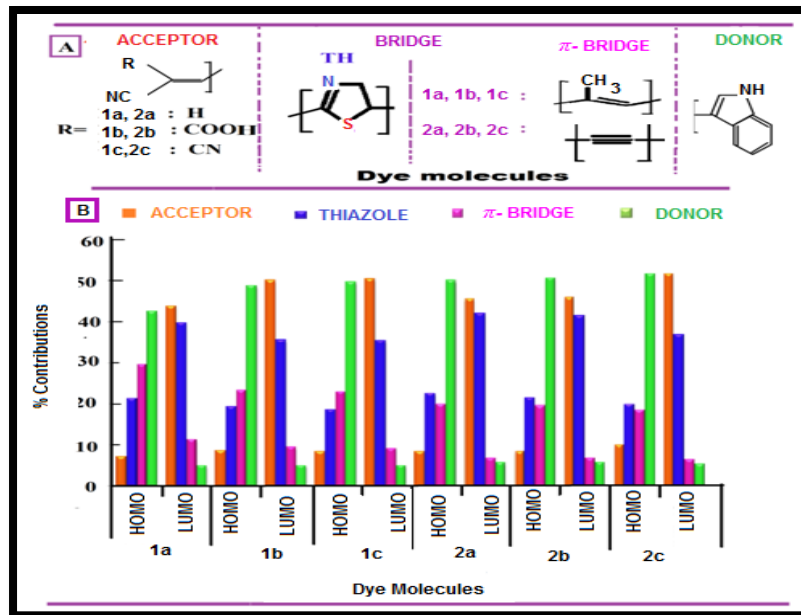 A ACCEPTOR BRIDGE π- BRIDGE DONOR
R
NC
TH
N
S
CH 3
NH
1a, 2a : H
R= 1b, 2b : COOH
1c,2c : CN
1a, 1b, 1c :
2a, 2b, 2c :
Dye molecules
B ACCEPTOR THIAZOLE π- BRIDGE DONOR
60
50
40
30
20
10
0
% Contributions
HOMO LUMO HOMO LUMO HOMO LUMO HOMO LUMO HOMO LUMO HOMO LUMO
1a 1b 1c 2a 2b 2c
Dye Molecules